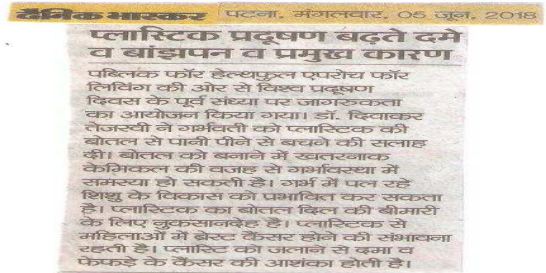 दैनिक भास्कर पटना, मंगलवार, 05 जून, 2018
प्लास्टिक प्रदूषण बढ़ते दमे
व बांझपन व प्रमुख कारण
पब्लिक फॉर हेल्थफुल एपरोच फॉर
लिविंग की ओर से विश्व प्रदूषण
दिवस के पूर्व संध्या पर जागरुकता
का आयोजन किया गया। डॉ. दिवाकर
तेजस्वी ने गर्भवती को प्लास्टिक की
बोतल से पानी पीने से बचने की सलाह
दी। बोतल को बनाने में खतरनाक
केमिकल की वजह से गर्भावस्था में
समस्या हो सकती है। गर्भ में पल रहे
शिशु के विकास को प्रभावित कर सकता
है। प्लास्टिक का बोतल दिल की बीमारी
के लिए नुकसानदेह है। प्लास्टिक से
महिलाओं में ब्रेस्ट कैंसर होने की संभावना
रहती है। प्लास्टि को जलाने से दमा व
फेफड़े के कैंसर की आशंका होती है।